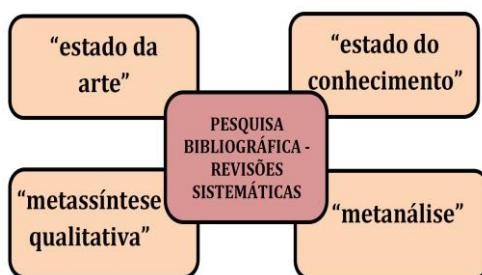 “estado da
arte”
“estado do
conhecimento”
PESQUISA
BIBLIOGRÁFICA -
REVISÕES
SISTEMÁTICAS
“metassíntese
qualitativa”
“metanálise”